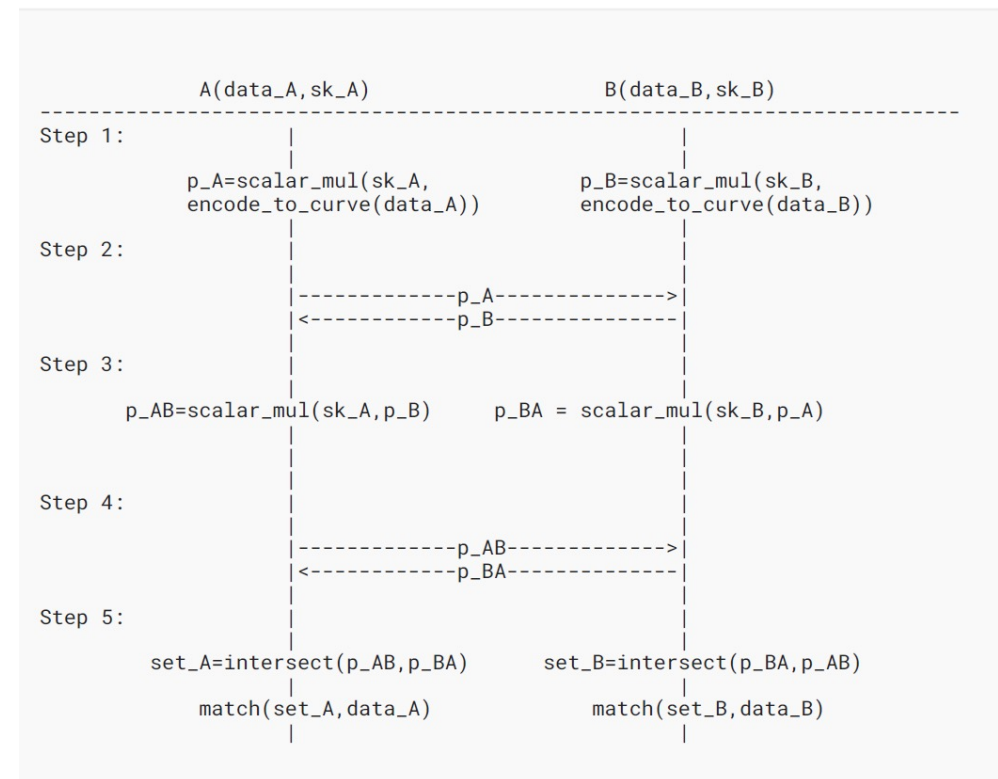 A(data_A,sk_A) B(data_B,sk_B)
----------------------------------------------------------------------------
Step 1: | |
| |
p_A=scalar_mul(sk_A, p_B=scalar_mul(sk_B,
encode_to_curve(data_A)) encode_to_curve(data_B))
| |
Step 2: | |
| |
|-------------p_A-------------->|
|<------------p_B---------------|
| |
Step 3: | |
| |
p_AB=scalar_mul(sk_A,p_B) p_BA = scalar_mul(sk_B,p_A)
| |
| |
| |
Step 4: | |
| |
|-------------p_AB------------->|
|<------------p_BA--------------|
| |
Step 5: | |
| |
set_A=intersect(p_AB,p_BA) set_B=intersect(p_BA,p_AB)
| |
match(set_A,data_A) match(set_B,data_B)
| |